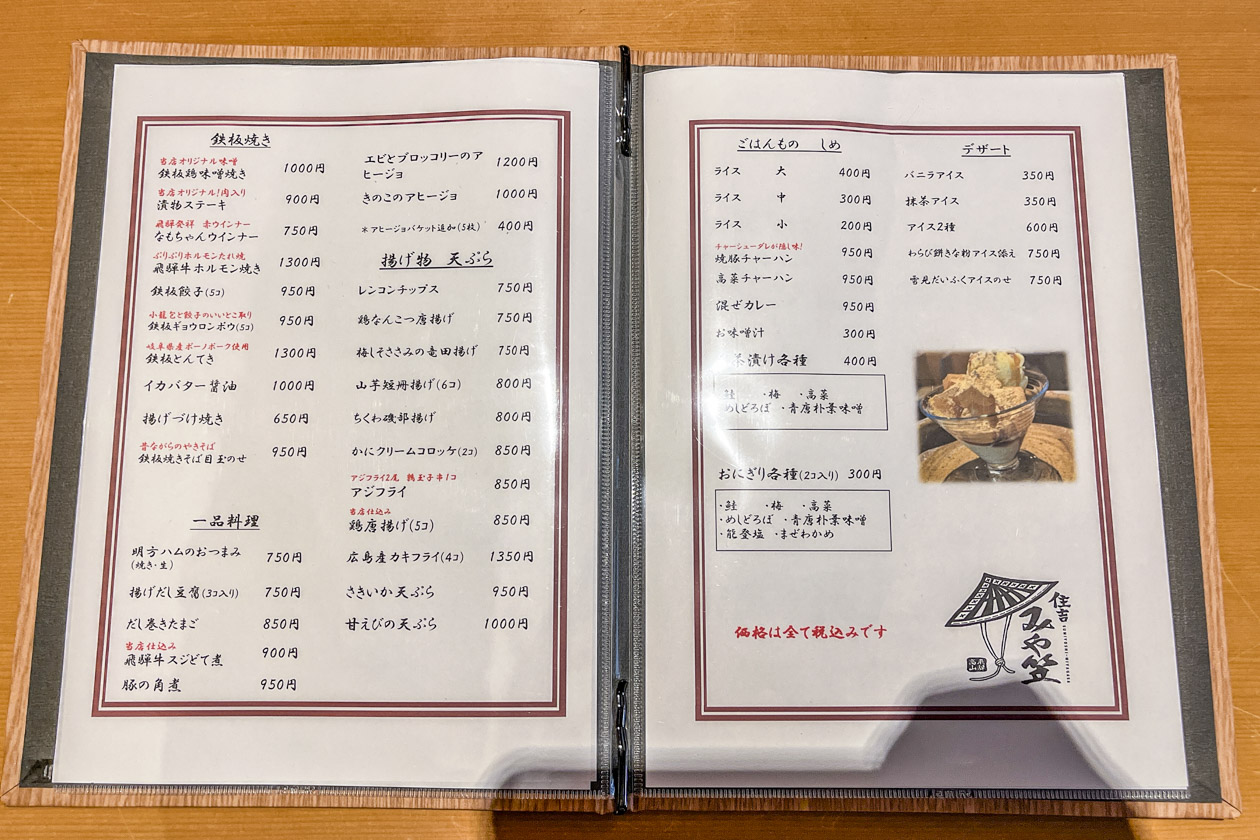 鉄板焼き
当店オリジナル味噌
鉄板鶏味噌焼き 1000円
当店オリジナル!肉入り
漬物ステーキ 900円
飛騨発祥 赤ウインナー
なもちゃんウインナー 750円
ぷりぷりホルモンたれ焼
飛騨牛ホルモン焼き 1300円
鉄板餃子(5コ) 950円
小籠包と餃子のいいとこ取り
鉄板ギョウロンポウ(5コ) 950円
岐阜県産ボーノポーク使用
鉄板とんてき 1300円
イカバター醤油 1000円
揚げづけ焼き 650円
昔ながらのやきそば
鉄板焼きそば目玉のせ 950円
一品料理
明方ハムのおつまみ 750円
(焼き・生)
揚げだし豆腐(3コ入り) 750円
だし巻きたまご 850円
当店仕込み
飛騨牛スジどて煮 900円
豚の角煮 950円
エビとブロッコリーのア
ヒージョ 1200円
きのこのアヒージョ 1000円
*アヒージョバケット追加(5枚) 400円
揚げ物 天ぷら
レンコンチップス 750円
鶏なんこつ唐揚げ 750円
梅しそささみの竜田揚げ 750円
山芋短冊揚げ(6コ) 800円
ちくわ磯部揚げ 800円
かにクリームコロッケ(2コ) 850円
アジフライ2尾 鶉玉子串1コ
アジフライ 850円
当店仕込み
鶏唐揚げ(5コ) 850円
広島産カキフライ(4コ) 1350円
さきいか天ぷら 950円
甘えびの天ぷら 1000円
ごはんもの しめ
ライス 大 400円
ライス 中 300円
ライス 小 200円
チャーシューダレが隠し味!
焼豚チャーハン 950円
高菜チャーハン 950円
混ぜカレー 950円
お味噌汁 300円
茶漬け各種 400円
鮭 ・梅 ・高菜
めしどろぼ ・青唐朴葉味噌
おにぎり各種(2コ入り) 300円
・鮭 ・梅 ・高菜
・めしどろぼ ・青唐朴葉味噌
・能登塩 ・まぜわかめ
価格は全て税込みです
デザート
バニラアイス 350円
抹茶アイス 350円
アイス2種 600円
わらび餅きな粉アイス添え 750円
雪見だいふくアイスのせ 750円
住吉
みや笠